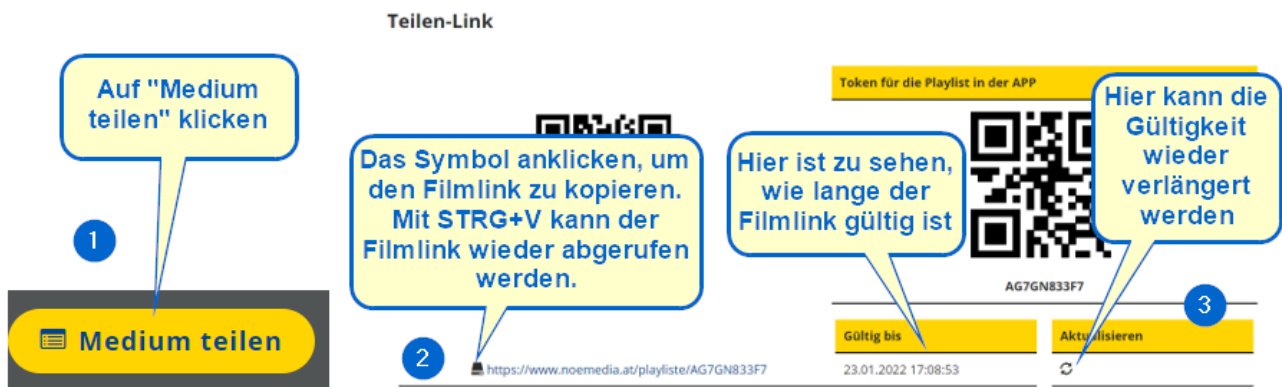 Teilen-Link
Auf "Medium
teilen" klicken
1
Medium teilen
Das Symbol anklicken, um
den Filmlink zu kopieren.
Mit STRG+V kann der
Filmlink wieder abgerufen
werden.
2
https://www.noemedia.at/playliste/AG7GN833F7
Token für die Playlist in der APP
Hier ist zu sehen,
wie lange der
Filmlink gültig ist
Hier kann die
Gültigkeit
wieder
verlängert
werden
AG7GN833F7
3
Gültig bis
Aktualisieren
23.01.2022 17:08:53